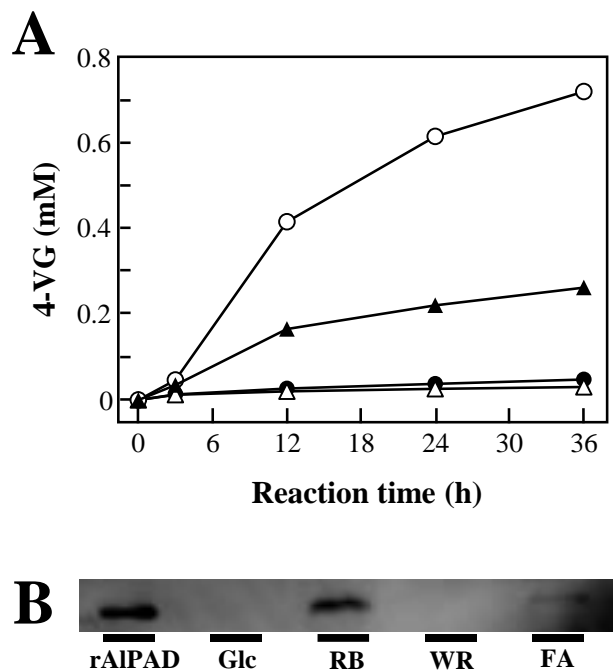 A
0.8
0.6
0.4
0.2
0
4-VG (mM)
0 6 12 18 24 30 36
Reaction time (h)
B
rAlPAD Glc RB WR FA